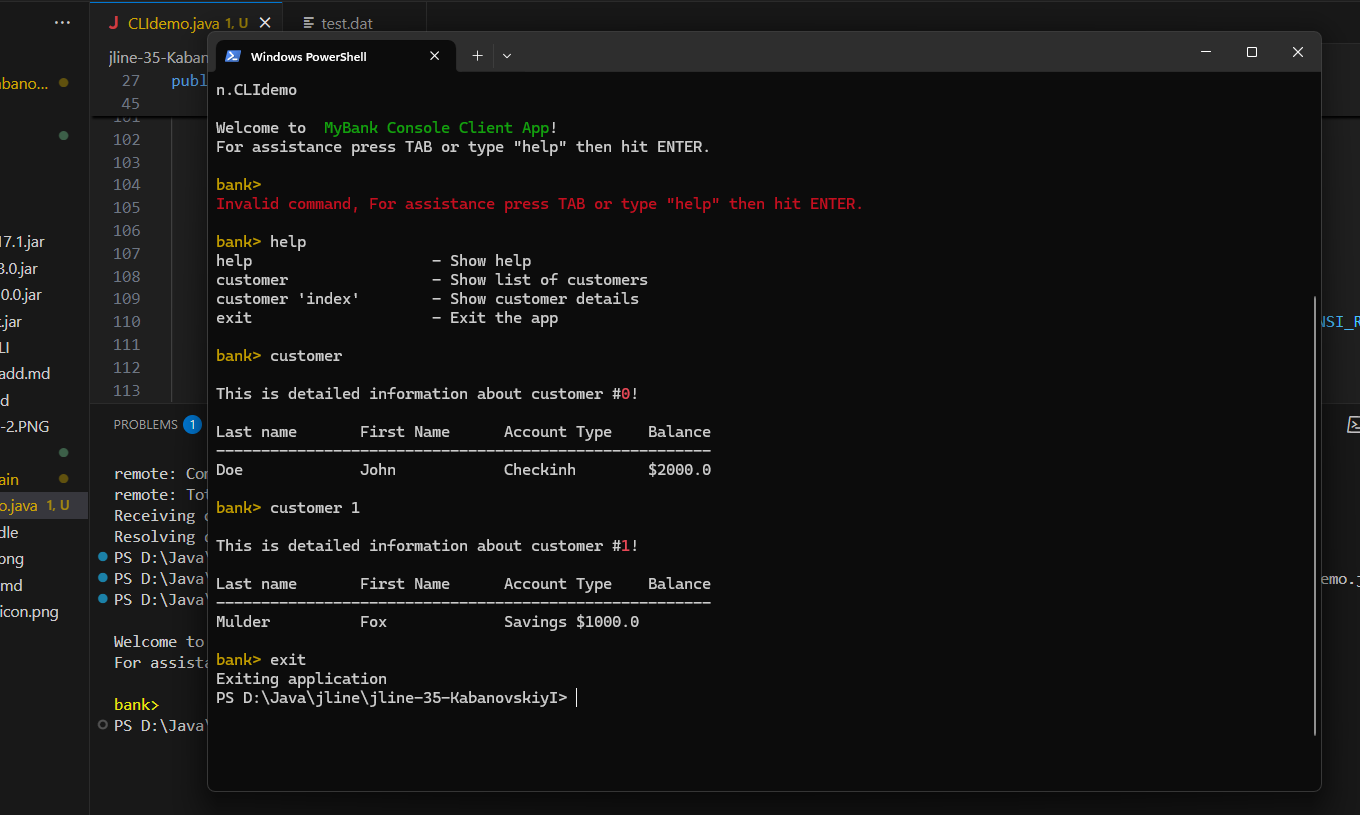 CLIdemo.java 1, U
test.dat
27 publ
45
101
102
103
104
105
106
107
108
109
110
111
112
113
17.1.jar
3.0.jar
0.0.jar
.jar
LI
add.md
d
-2.PNG
ain
o.java 1, U
dle
png
md
icon.png
PROBLEMS 1
remote: Com
remote: Tot
Receiving o
Resolving d
PS D:\Java\
PS D:\Java\
PS D:\Java\
Welcome to
For assista
bank>
PS D:\Java\
NSI_R
emo.j
Windows PowerShell
n.CLIdemo
Welcome to  MyBank Console Client App!
For assistance press TAB or type "help" then hit ENTER.
bank>
Invalid command, For assistance press TAB or type "help" then hit ENTER.
bank> help
help - Show help
customer - Show list of customers
customer 'index' - Show customer details
exit - Exit the app
bank> customer
This is detailed information about customer #0!
Last name First Name Account Type Balance
-------------------------------------------------------
Doe John Checkinh $2000.0
bank> customer 1
This is detailed information about customer #1!
Last name First Name Account Type Balance
-------------------------------------------------------
Mulder Fox Savings $1000.0
bank> exit
Exiting application
PS D:\Java\jline\jline-35-KabanovskiyI>